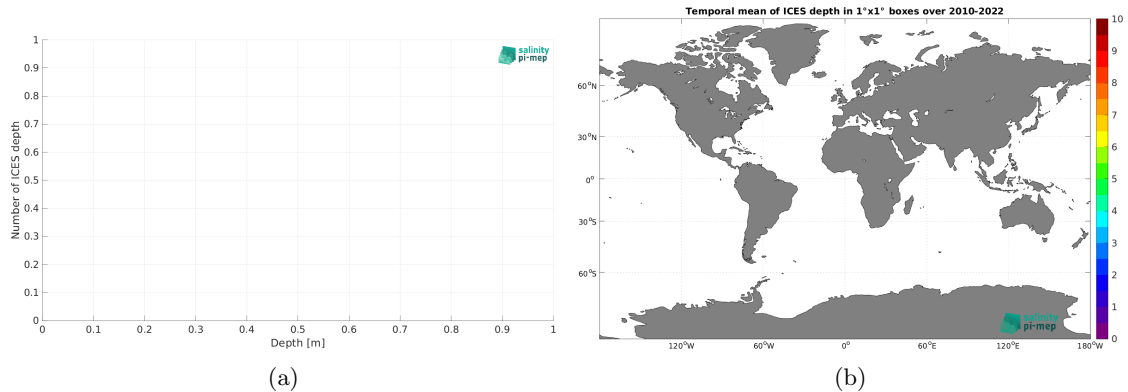 1
0.9
0.8
0.7
0.6
0.5
0.4
0.3
0.2
0.1
0
Number of ICES depth
0 0.1 0.2 0.3 0.4 0.5 0.6 0.7 0.8 0.9 1
Depth [m]
salinity
pi-mep
(a)
Temporal mean of ICES depth in 1°x1° boxes over 2010-2022
60°N
30°N
0°
30°S
60°S
120°W 60°W 0° 60°E 120°E 180°W
salinity
pi-mep
10
9
8
7
6
5
4
3
2
1
0
(b)